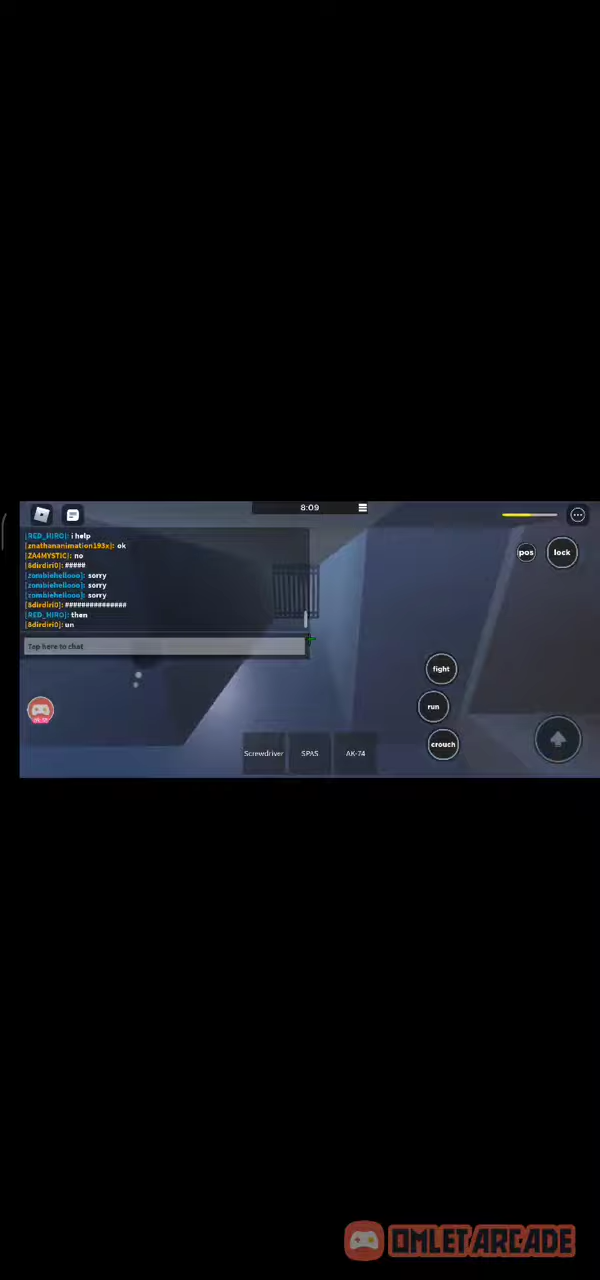 8:09
[RED_HIRO]: i help
[znathananimation193x]: ok
[ZA4MYSTIC]: no
[8dirdiri0]: #####
[zombiehellooo]: sorry
[zombiehellooo]: sorry
[zombiehellooo]: sorry
[8dirdiri0]: ###############
[RED_HIRO]: then
[8dirdiri0]: un
Tap here to chat
pos
lock
fight
run
crouch
Screwdriver
SPAS
AK-74
OMLET ARCADE